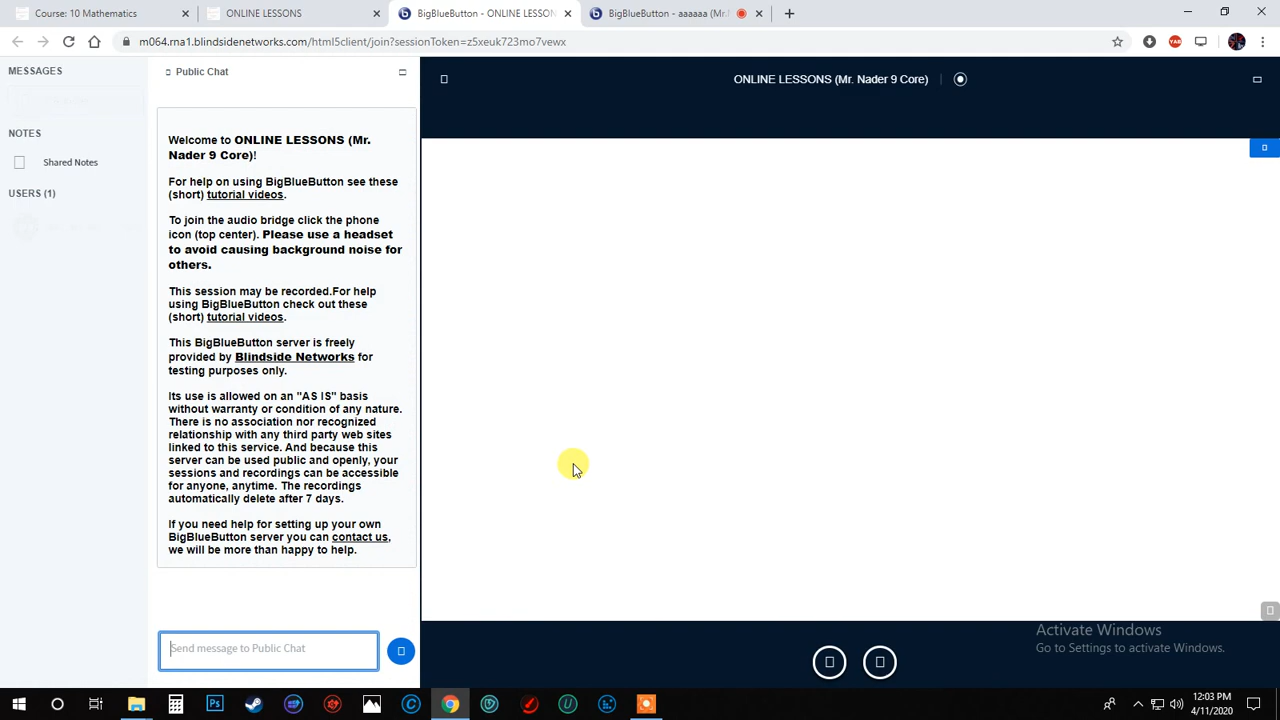 Course: 10 Mathematics
ONLINE LESSONS
BigBlueButton - ONLINE LESSON
BigBlueButton - aaaaaa (Mr.
m064.rna1.blindsidenetworks.com/html5client/join?sessionToken=z5xeuk723mo7vewx
YAB
MESSAGES
NOTES
Shared Notes
USERS (1)
Public Chat
Welcome to ONLINE LESSONS (Mr.
Nader 9 Core)!
For help on using BigBlueButton see these
(short) tutorial videos.
To join the audio bridge click the phone
icon (top center). Please use a headset
to avoid causing background noise for
others.
This session may be recorded.For help
using BigBlueButton check out these
(short) tutorial videos.
This BigBlueButton server is freely
provided by Blindside Networks for
testing purposes only.
Its use is allowed on an "AS IS" basis
without warranty or condition of any nature.
There is no association nor recognized
relationship with any third party web sites
linked to this service. And because this
server can be used public and openly, your
sessions and recordings can be accessible
for anyone, anytime. The recordings
automatically delete after 7 days.
If you need help for setting up your own
BigBlueButton server you can contact us,
we will be more than happy to help.
Send message to Public Chat
ONLINE LESSONS (Mr. Nader 9 Core)
Activate Windows
Go to Settings to activate Windows.
Ps
12:03 PM
4/11/2020